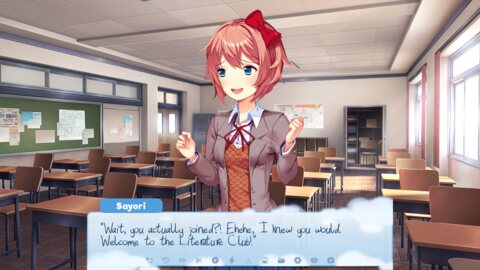 Sayori
"Wait, you actually joined?! Ehehe, I knew you would
Welcome to the Literature Club!"